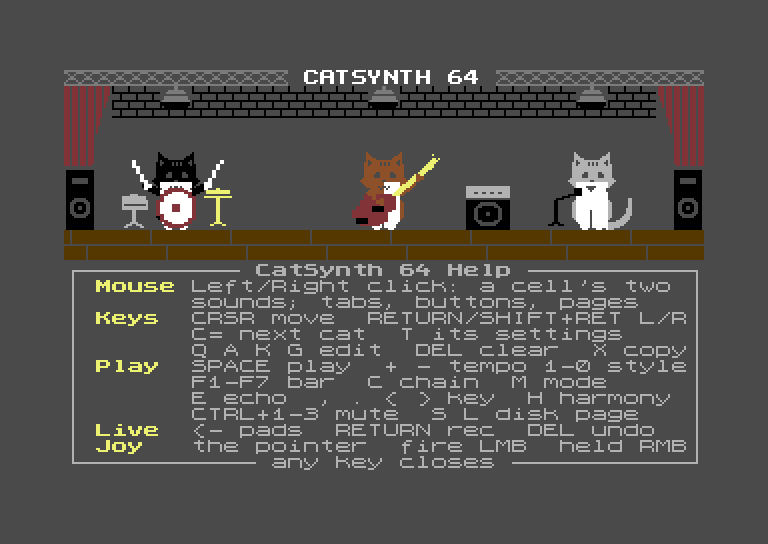 CATSYNTH 64
CatSynth 64 Help
Mouse Left/Right click: a cell's two
sounds; tabs, buttons, pages
Keys CRSR move RETURN/SHIFT+RET L/R
C= next cat T its settings
Q A K G edit DEL clear X copy
Play SPACE play + - tempo 1-0 style
F1-F7 bar C chain M mode
E echo , . < > key H harmony
CTRL+1-3 mute S L disk page
Live <- pads RETURN rec DEL undo
Joy the pointer fire LMB held RMB
any key closes